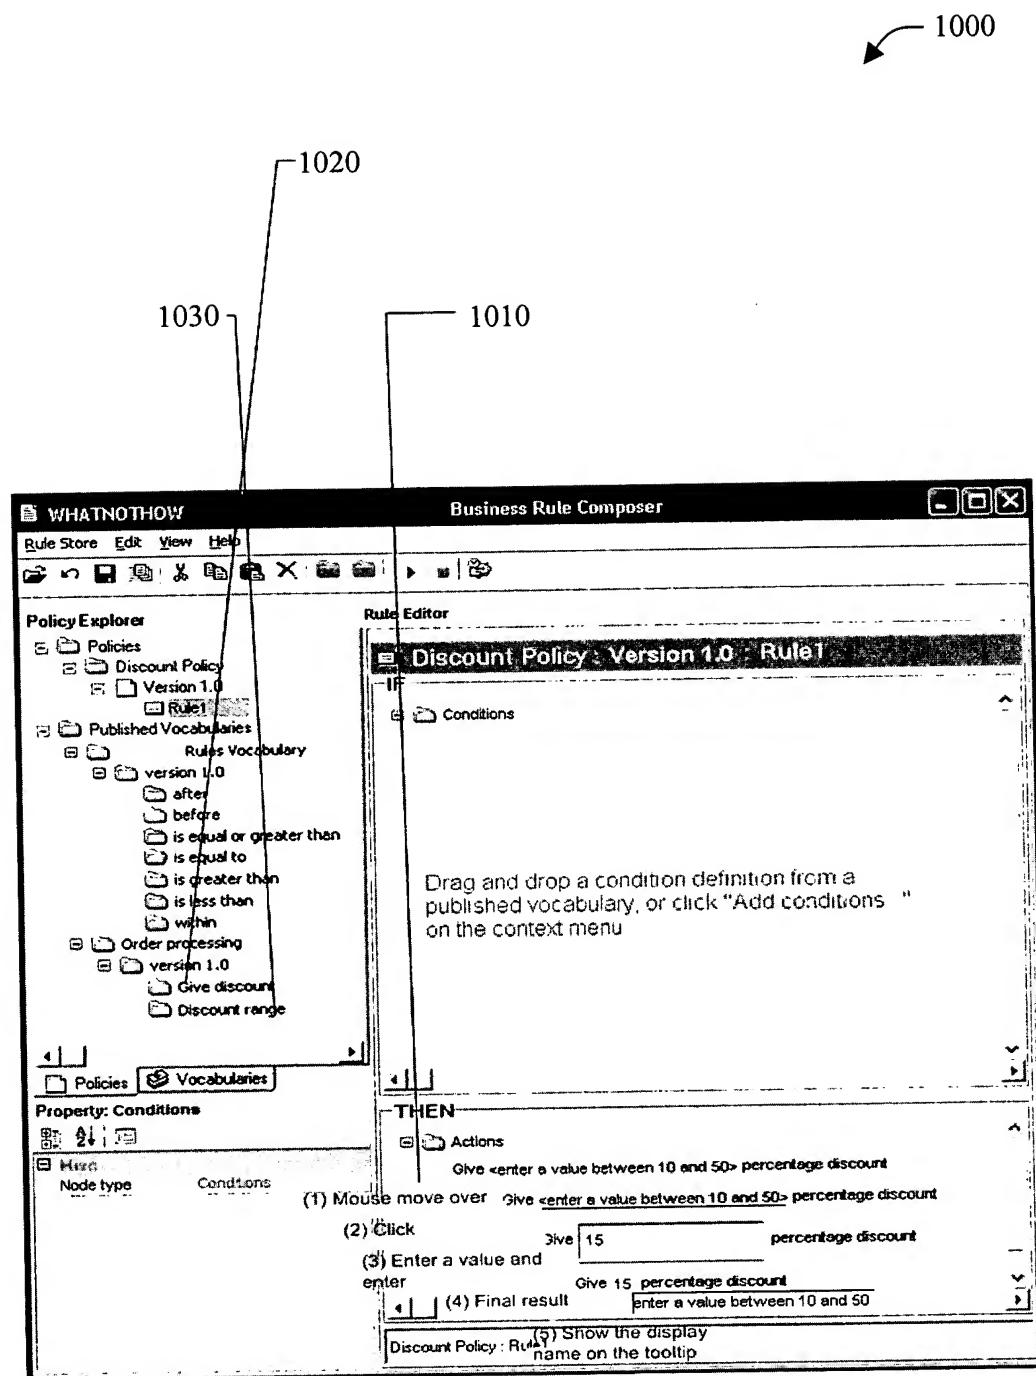 1000
1020
1030
1010
WHATNOTHOW Business Rule Composer
Rule Store Edit View Help
Policy Explorer
Policies
Discount Policy
Version 1.0
Rule1
Published Vocabularies
Rules Vocabulary
version 1.0
after
before
is equal or greater than
is equal to
is greater than
is less than
within
Order processing
version 1.0
Give discount
Discount range
Policies Vocabularies
Property: Conditions
Misc
Node type Conditions
Rule Editor
Discount Policy : Version 1.0 : Rule1
IF
Conditions
Drag and drop a condition definition from a
published vocabulary, or click "Add conditions "
on the context menu
THEN
Actions
Give <enter a value between 10 and 50> percentage discount
(1) Mouse move over Give <enter a value between 10 and 50> percentage discount
(2) Click Give 15 percentage discount
(3) Enter a value and
enter Give 15 percentage discount
(4) Final result enter a value between 10 and 50
(5) Show the display
name on the tooltip
Discount Policy : Rule1